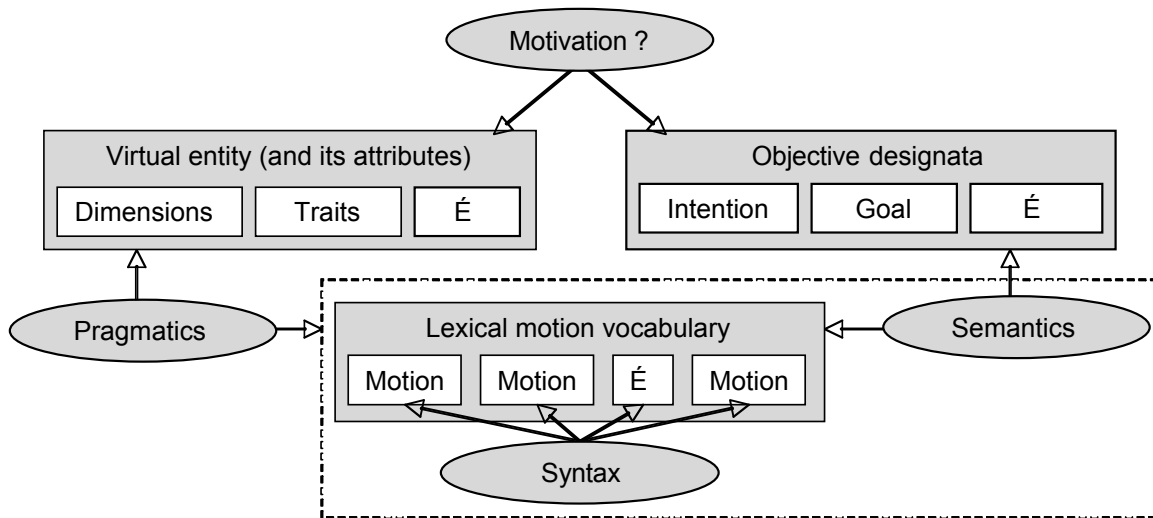 Motivation ?
Virtual entity (and its attributes)
Dimensions
Traits
É
Objective designata
Intention
Goal
É
Pragmatics
Lexical motion vocabulary
Semantics
Motion
Motion
É
Motion
Syntax